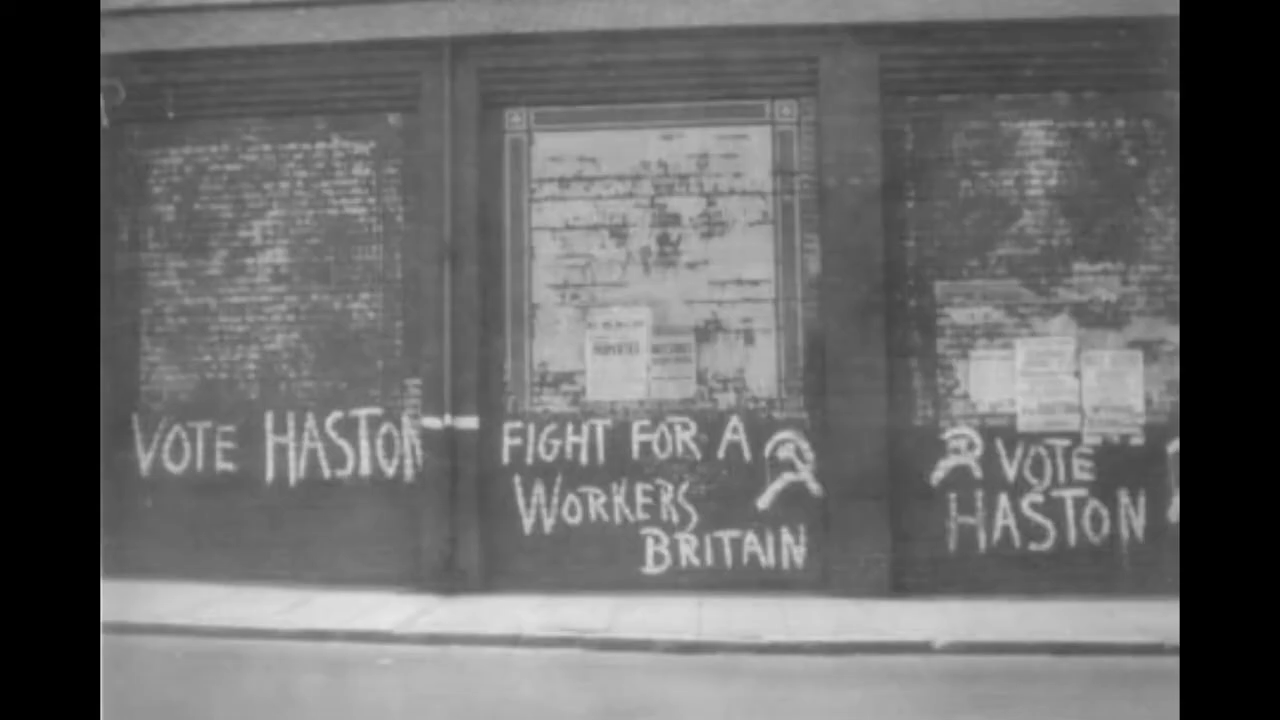 VOTE HASTON
FIGHT FOR A
WORKERS
BRITAIN
VOTE
HASTON